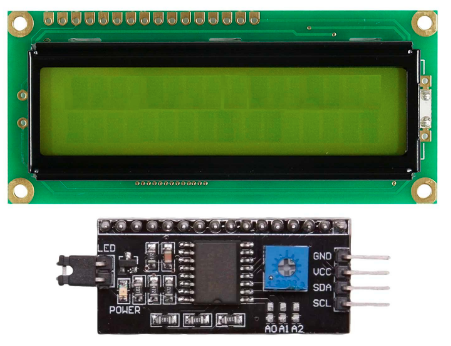 LED
GND
VCC
SDA
SCL
POWER
A0 A1 A2